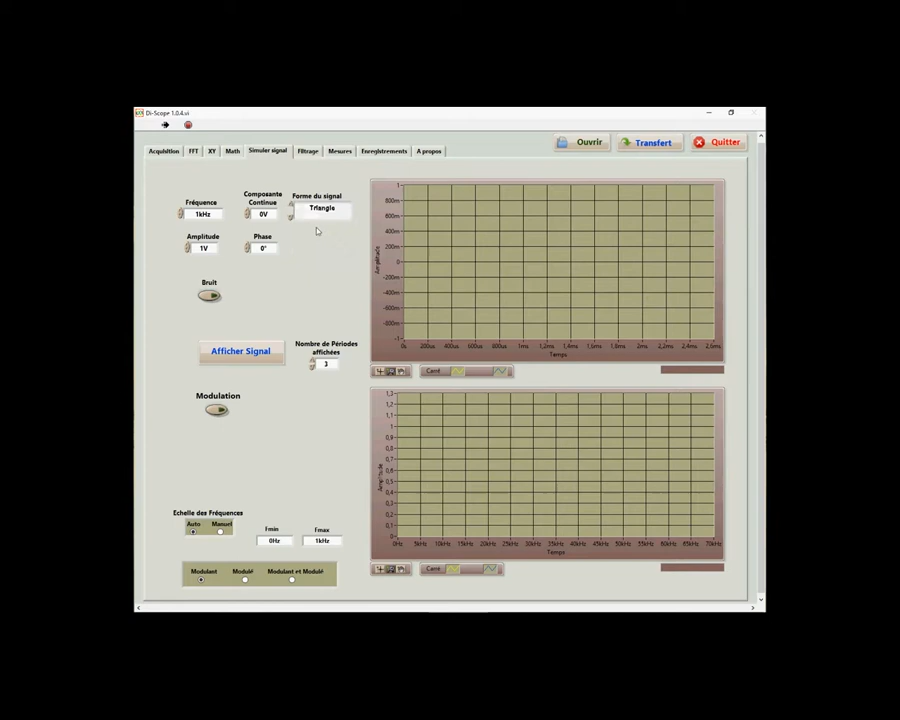 Di-Scope 1.0.4.vi
Ouvrir
Transfert
Quitter
Acquisition
FFT
XY
Math
Simuler signal
Filtrage
Mesures
Enregistrements
A propos
Fréquence
1kHz
Composante
Continue
0V
Forme du signal
Triangle
Amplitude
1V
Phase
0°
Bruit
Afficher Signal
Nombre de Périodes
affichées
3
Modulation
Echelle des Fréquences
Auto
Manuel
Fmin
0Hz
Fmax
1kHz
Modulant
Modulé
Modulant et Modulé
Amplitude
1
800m
600m
400m
200m
0
-200m
-400m
-600m
-800m
-1
0s
200us
400us
600us
800us
1ms
1,2ms
1,4ms
1,6ms
1,8ms
2ms
2,2ms
2,4ms
2,6ms
Temps
Carré
Amplitude
1,3
1,2
1,1
1
0,9
0,8
0,7
0,6
0,5
0,4
0,3
0,2
0,1
0
0Hz
5kHz
10kHz
15kHz
20kHz
25kHz
30kHz
35kHz
40kHz
45kHz
50kHz
55kHz
60kHz
65kHz
70kHz
Temps
Carré